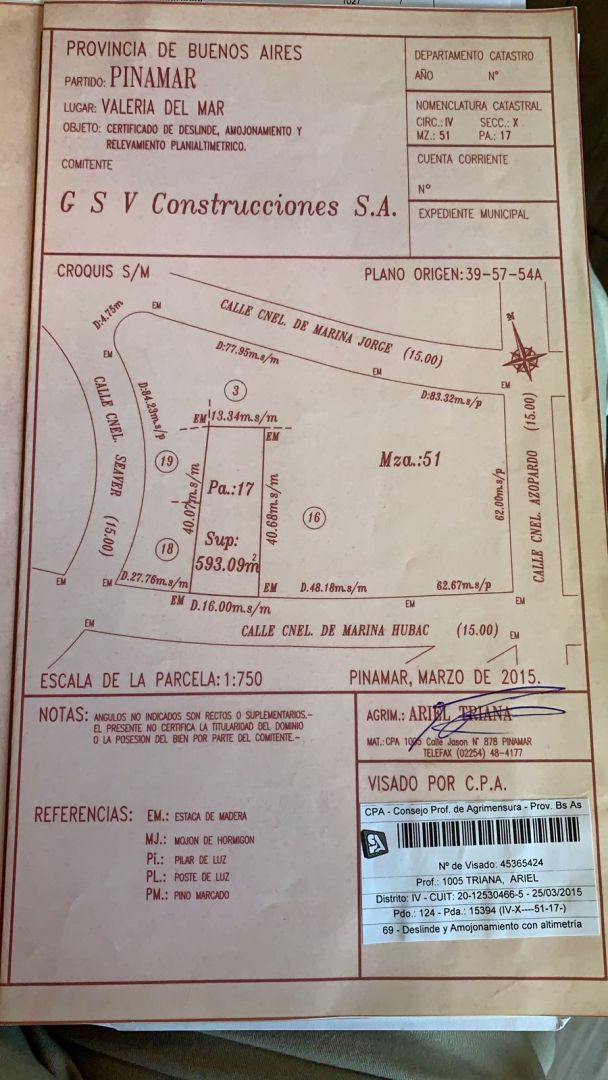 1027
PROVINCIA DE BUENOS AIRES
PARTIDO: PINAMAR
LUGAR: VALERIA DEL MAR
OBJETO: CERTIFICADO DE DESLINDE, AMOJONAMIENTO Y
RELEVAMIENTO PLANIALTIMETRICO.
COMITENTE
G S V Construcciones S.A.
DEPARTAMENTO CATASTRO
AÑO N°
NOMENCLATURA CATASTRAL
CIRC.: IV SECC.: X
MZ.: 51 PA.: 17
CUENTA CORRIENTE
N°
EXPEDIENTE MUNICIPAL
CROQUIS S/M
PLANO ORIGEN: 39-57-54A
D:4.75m
EM
CALLE CNEL. DE MARINA JORGE (15.00)
N
EM
D:77.95m.s/m
EM
D:83.32m.s/p
EM
CALLE CNEL. SEAVER (15.00)
D:84.23m.s/p
3
EM 13.34m.s/m
EM
19
Pa.:17
40.07m.s/m
40.68m.s/m
Mza.:51
16
62.00m.s/p
CALLE CNEL. AZOPARDO (15.00)
18
Sup:
593.09m²
EM
EM
D.27.76m.s/m
EM
D.16.00m.s/m
EM
D.48.18m.s/m
EM
62.67m.s/p
EM
EM
CALLE CNEL. DE MARINA HUBAC (15.00)
EM
ESCALA DE LA PARCELA: 1:750
PINAMAR, MARZO DE 2015.
NOTAS: ANGULOS NO INDICADOS SON RECTOS O SUPLEMENTARIOS.-
EL PRESENTE NO CERTIFICA LA TITULARIDAD DEL DOMINIO
O LA POSESION DEL BIEN POR PARTE DEL COMITENTE.-
REFERENCIAS: EM.: ESTACA DE MADERA
MJ.: MOJON DE HORMIGON
Pi.: PILAR DE LUZ
PL.: POSTE DE LUZ
PM.: PINO MARCADO
AGRIM.: ARIEL TRIANA
MAT.: CPA 1005 Calle Jason N° 878 PINAMAR
TELEFAX (02254) 48-4177
VISADO POR C.P.A.
CPA - Consejo Prof. de Agrimensura - Prov. Bs As
Nº de Visado: 45365424
Prof.: 1005 TRIANA, ARIEL
Distrito: IV - CUIT: 20-12530466-5 - 25/03/2015
Pdo.: 124 - Pda.: 15394 (IV-X----51-17-)
69 - Deslinde y Amojonamiento con altimetría